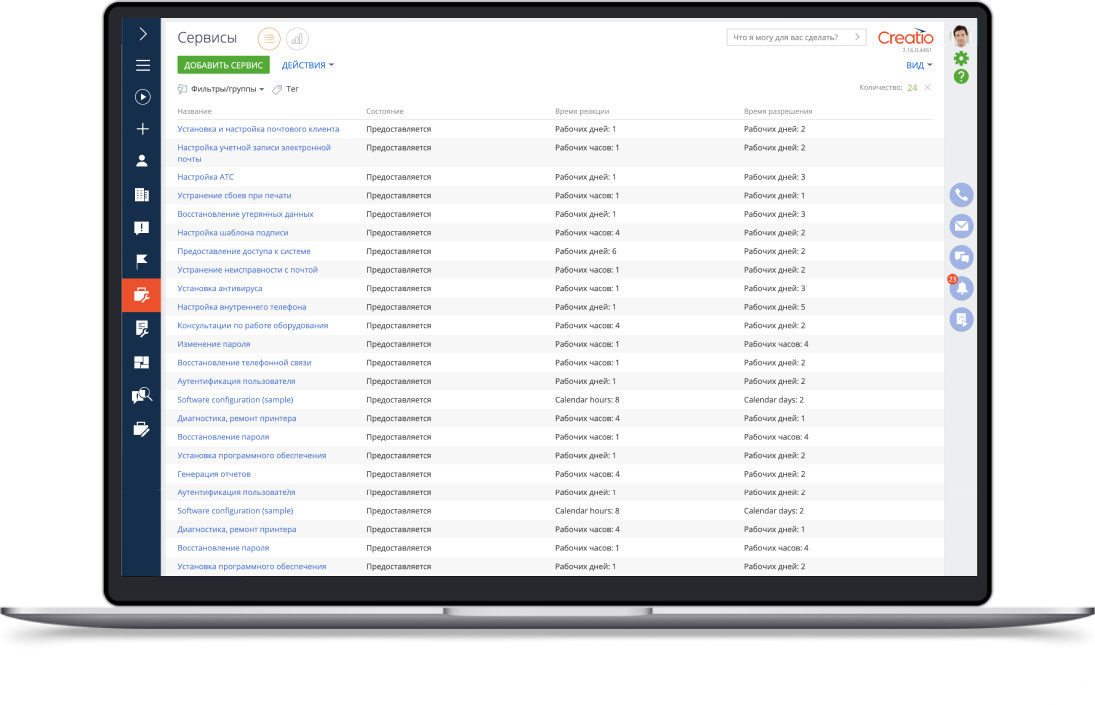 Сервисы
Что я могу для вас сделать?
Creatio
7.16.0.4461
ДОБАВИТЬ СЕРВИС ДЕЙСТВИЯ ВИД
Фильтры/группы Тег Количество: 24
Название Состояние Время реакции Время разрешения
Установка и настройка почтового клиента Предоставляется Рабочих дней: 1 Рабочих дней: 2
Настройка учетной записи электронной Предоставляется Рабочих часов: 1 Рабочих дней: 2
почты
Настройка АТС Предоставляется Рабочих дней: 1 Рабочих дней: 3
Устранение сбоев при печати Предоставляется Рабочих часов: 1 Рабочих дней: 1
Восстановление утерянных данных Предоставляется Рабочих дней: 1 Рабочих дней: 3
Настройка шаблона подписи Предоставляется Рабочих часов: 4 Рабочих дней: 2
Предоставление доступа к системе Предоставляется Рабочих дней: 6 Рабочих дней: 2
Устранение неисправности с почтой Предоставляется Рабочих часов: 1 Рабочих дней: 2
Установка антивируса Предоставляется Рабочих часов: 1 Рабочих дней: 3
23
Настройка внутреннего телефона Предоставляется Рабочих дней: 1 Рабочих дней: 5
Консультации по работе оборудования Предоставляется Рабочих часов: 4 Рабочих дней: 2
Изменение пароля Предоставляется Рабочих часов: 1 Рабочих часов: 4
Восстановление телефонной связи Предоставляется Рабочих часов: 1 Рабочих дней: 2
Аутентификация пользователя Предоставляется Рабочих дней: 1 Рабочих дней: 2
Software configuration (sample) Предоставляется Calendar hours: 8 Calendar days: 2
Диагностика, ремонт принтера Предоставляется Рабочих часов: 4 Рабочих дней: 1
Восстановление пароля Предоставляется Рабочих часов: 1 Рабочих часов: 4
Установка программного обеспечения Предоставляется Рабочих дней: 1 Рабочих дней: 2
Генерация отчетов Предоставляется Рабочих часов: 4 Рабочих дней: 2
Аутентификация пользователя Предоставляется Рабочих дней: 1 Рабочих дней: 2
Software configuration (sample) Предоставляется Calendar hours: 8 Calendar days: 2
Диагностика, ремонт принтера Предоставляется Рабочих часов: 4 Рабочих дней: 1
Восстановление пароля Предоставляется Рабочих часов: 1 Рабочих часов: 4
Установка программного обеспечения Предоставляется Рабочих дней: 1 Рабочих дней: 2